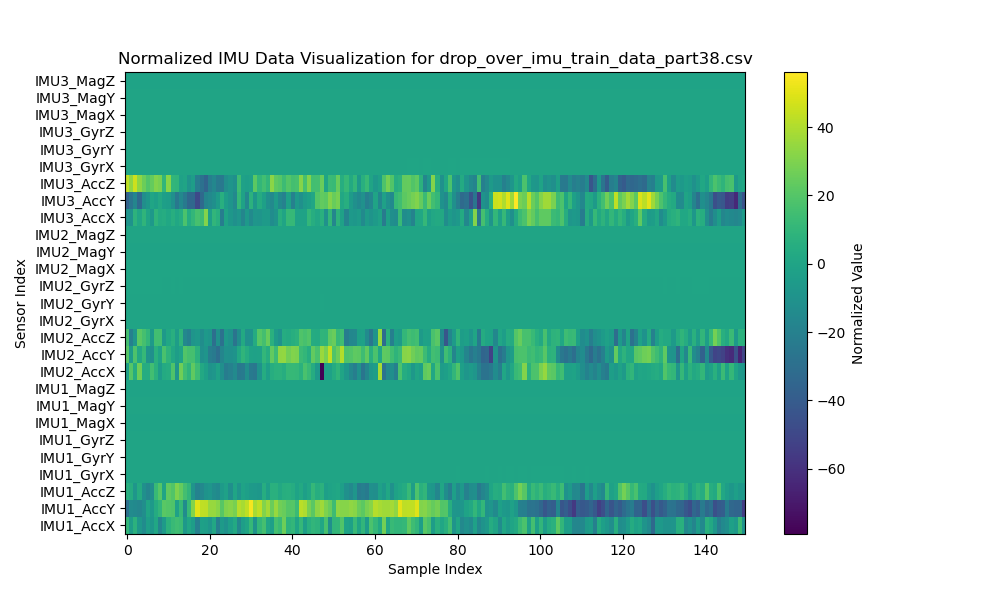 Normalized IMU Data Visualization for drop_over_imu_train_data_part38.csv
IMU3_MagZ
IMU3_MagY
IMU3_MagX
IMU3_GyrZ
IMU3_GyrY
IMU3_GyrX
IMU3_AccZ
IMU3_AccY
IMU3_AccX
IMU2_MagZ
IMU2_MagY
IMU2_MagX
IMU2_GyrZ
IMU2_GyrY
IMU2_GyrX
IMU2_AccZ
IMU2_AccY
IMU2_AccX
IMU1_MagZ
IMU1_MagY
IMU1_MagX
IMU1_GyrZ
IMU1_GyrY
IMU1_GyrX
IMU1_AccZ
IMU1_AccY
IMU1_AccX
Sensor Index
0 20 40 60 80 100 120 140
Sample Index
40
20
0
−20
−40
−60
Normalized Value